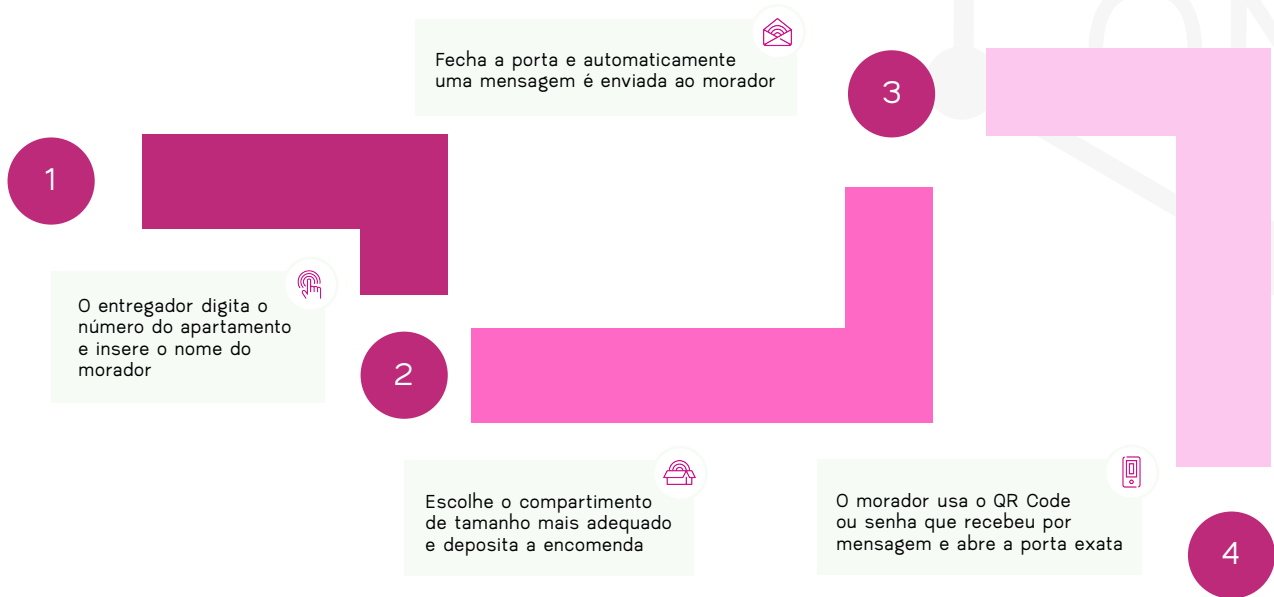 1
O entregador digita o
número do apartamento
e insere o nome do
morador
2
Escolhe o compartimento
de tamanho mais adequado
e deposita a encomenda
3
Fecha a porta e automaticamente
uma mensagem é enviada ao morador
4
O morador usa o QR Code
ou senha que recebeu por
mensagem e abre a porta exata